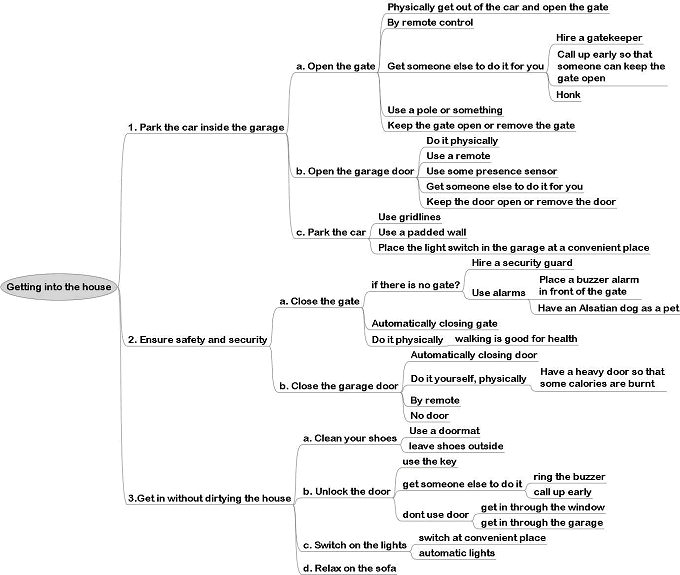 Getting into the house
1. Park the car inside the garage
a. Open the gate
Physically get out of the car and open the gate
By remote control
Get someone else to do it for you
Hire a gatekeeper
Call up early so that
someone can keep the
gate open
Honk
Use a pole or something
Keep the gate open or remove the gate
b. Open the garage door
Do it physically
Use a remote
Use some presence sensor
Get someone else to do it for you
Keep the door open or remove the door
c. Park the car
Use gridlines
Use a padded wall
Place the light switch in the garage at a convenient place
2. Ensure safety and security
a. Close the gate
if there is no gate?
Hire a security guard
Use alarms
Place a buzzer alarm
in front of the gate
Have an Alsatian dog as a pet
Automatically closing gate
Do it physically
walking is good for health
b. Close the garage door
Automatically closing door
Do it yourself, physically
Have a heavy door so that
some calories are burnt
By remote
No door
3.Get in without dirtying the house
a. Clean your shoes
Use a doormat
leave shoes outside
b. Unlock the door
use the key
get someone else to do it
ring the buzzer
call up early
dont use door
get in through the window
get in through the garage
c. Switch on the lights
switch at convenient place
automatic lights
d. Relax on the sofa